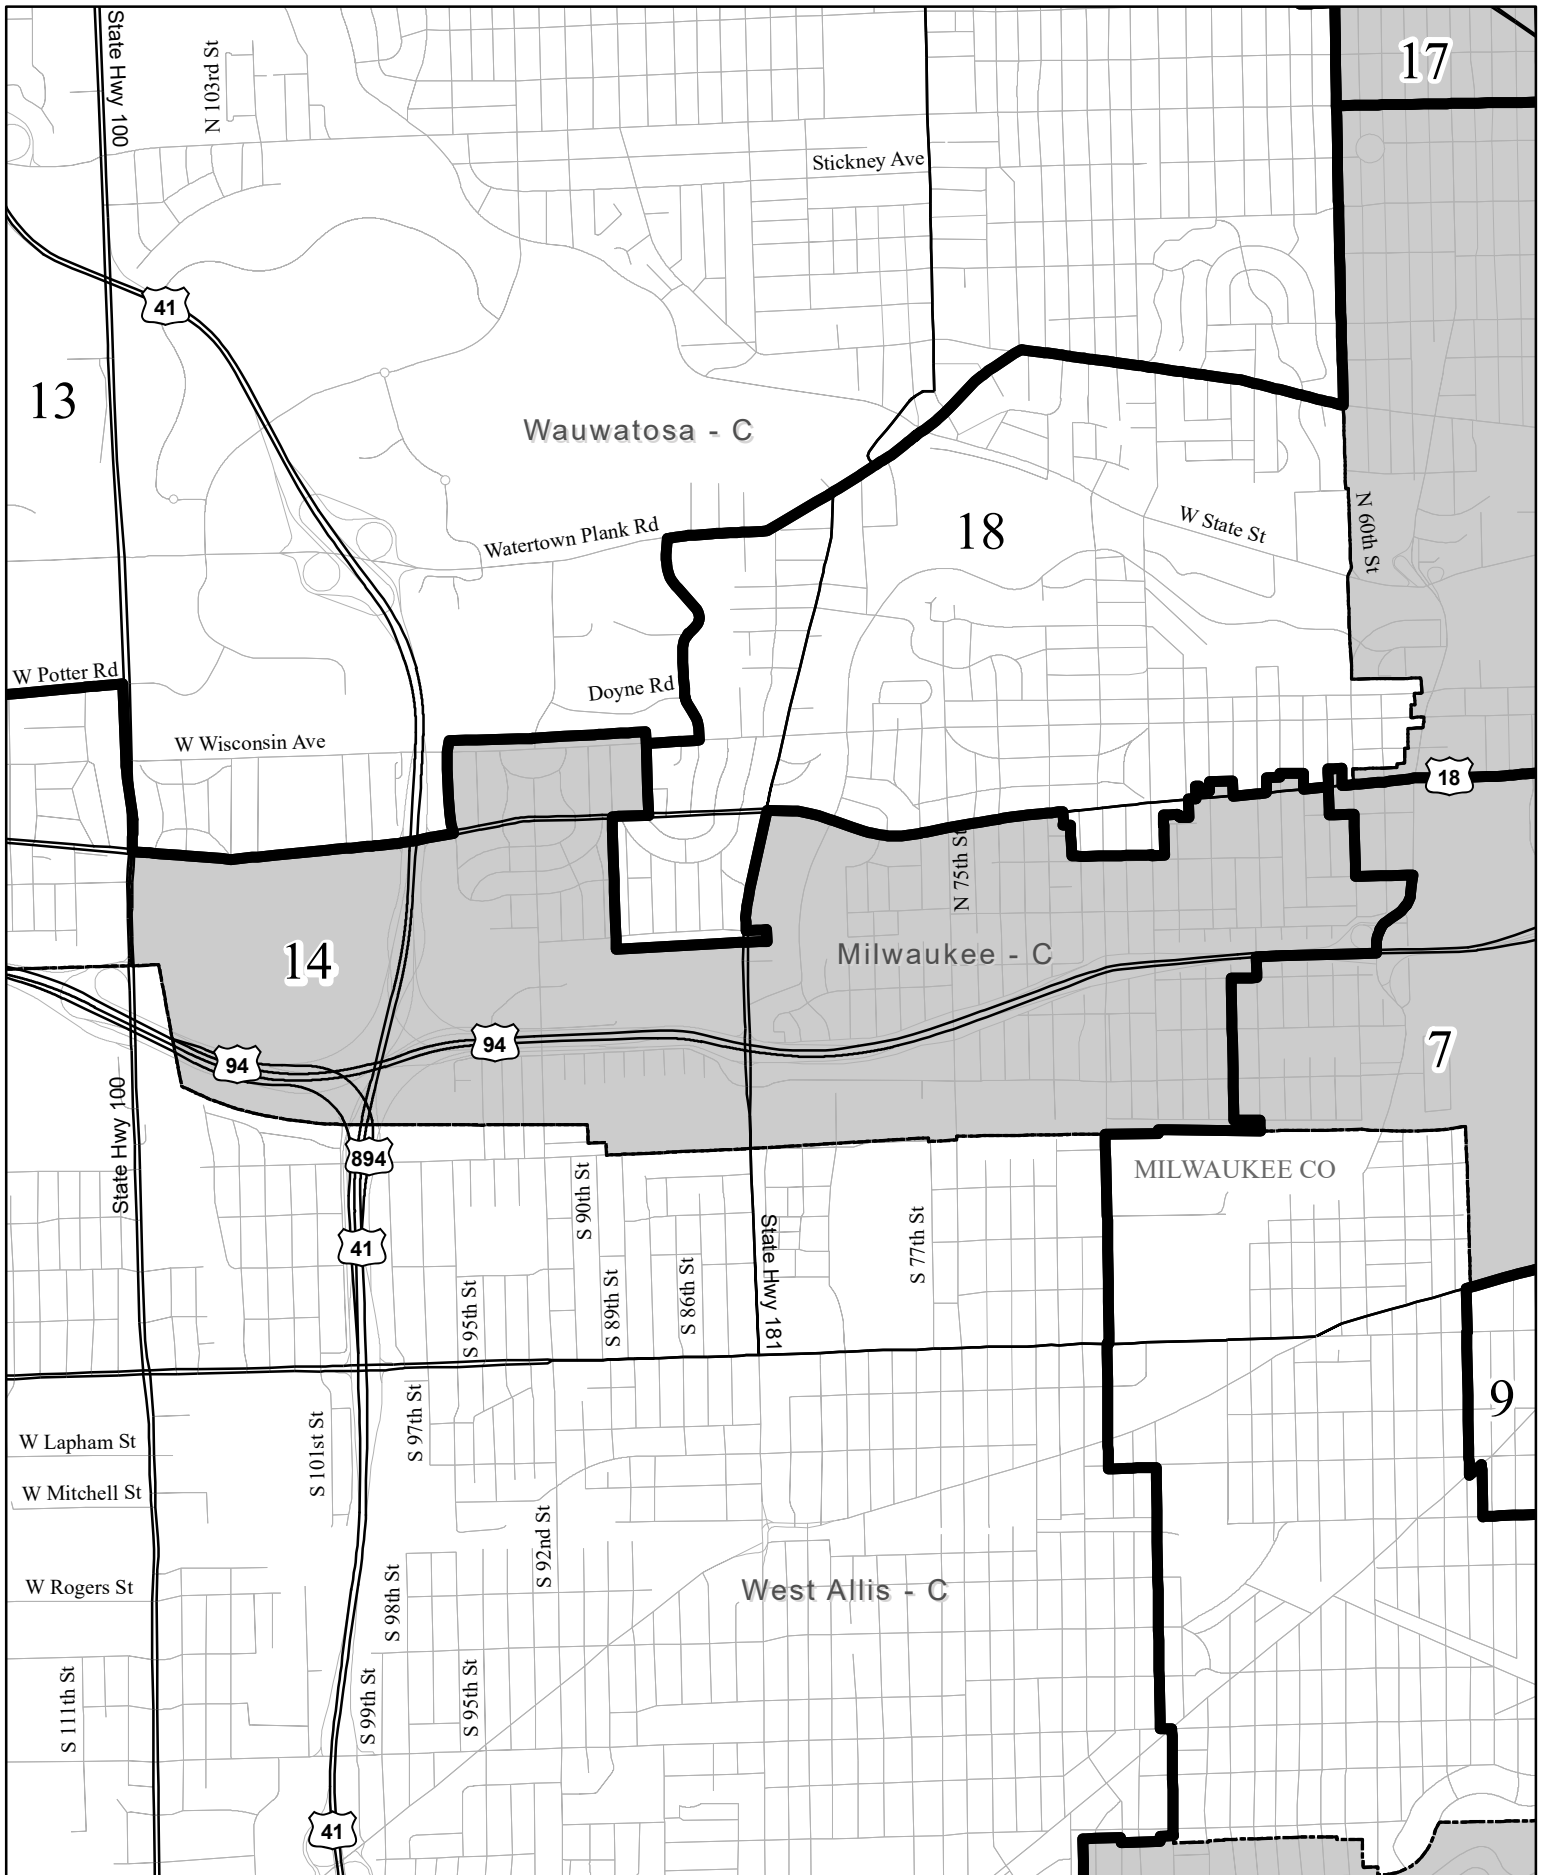 State Hwy 100
N 103rd St
17
Stickney Ave
41
13
Wauwatosa - C
Watertown Plank Rd
18
W State St
N 60th St
W Potter Rd
Doyne Rd
W Wisconsin Ave
18
N 75th St
14
Milwaukee - C
94
94
7
State Hwy 100
894
MILWAUKEE CO
S 90th St
41
S 77th St
State Hwy 181
S 95th St
S 89th St
S 86th St
9
W Lapham St
S 101st St
S 97th St
W Mitchell St
S 92nd St
W Rogers St
S 98th St
West Allis - C
S 111th St
S 99th St
S 95th St
41